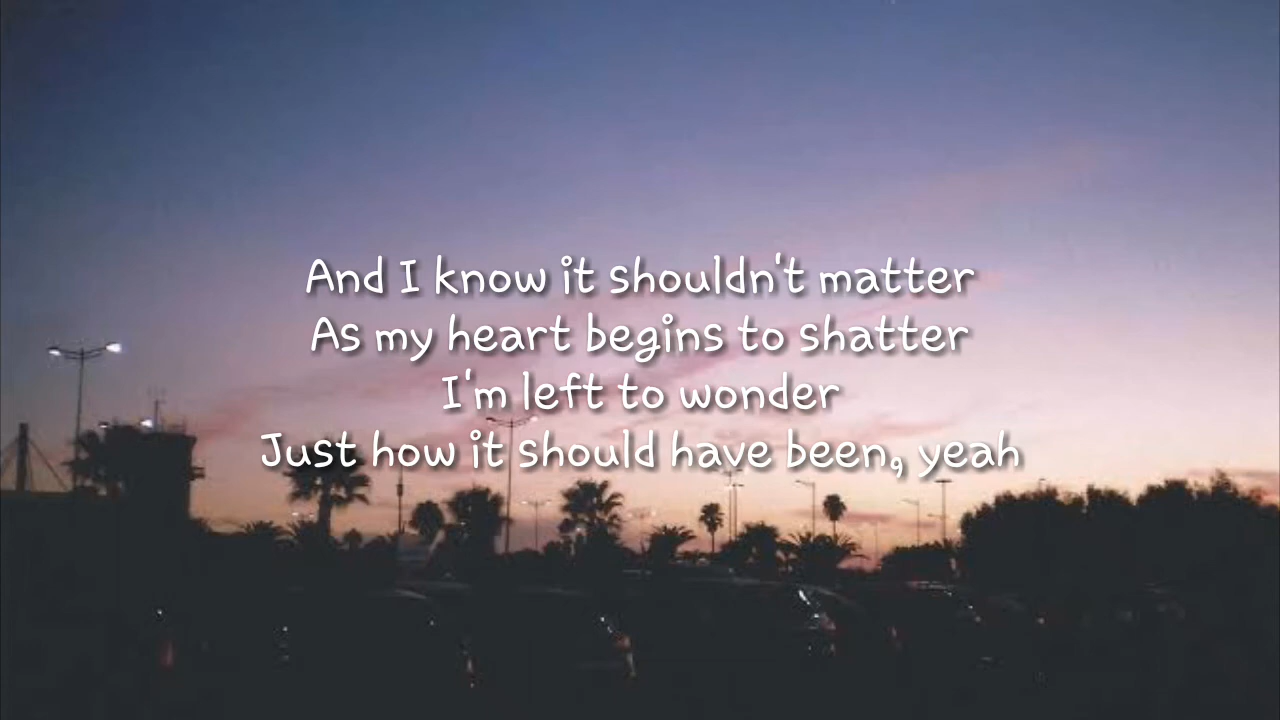 And I know it shouldn't matter
As my heart begins to shatter
I'm left to wonder
Just how it should have been, yeah